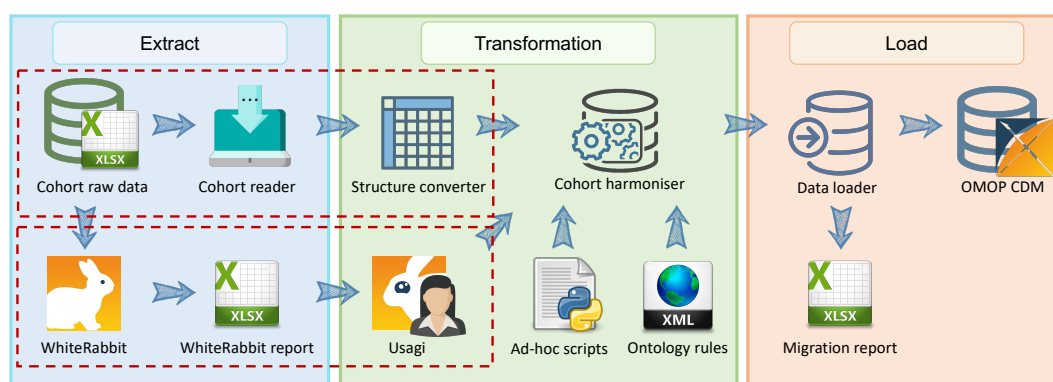 Extract
Transformation
Load
X
XLSX
Cohort raw data
Cohort reader
Structure converter
Cohort harmoniser
Data loader
OMOP CDM
X
XLSX
XML
X
XLSX
WhiteRabbit
WhiteRabbit report
Usagi
Ad-hoc scripts
Ontology rules
Migration report